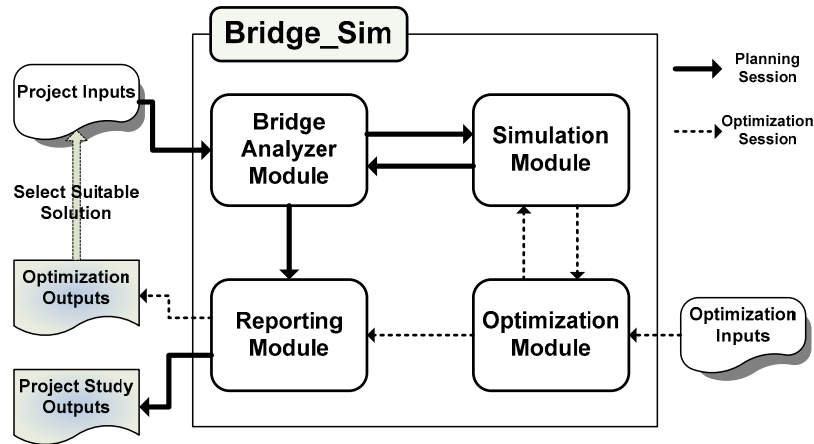 Bridge_Sim
Planning
Session
Optimization
Session
Project Inputs
Bridge
Analyzer
Module
Simulation
Module
Select Suitable
Solution
Optimization
Outputs
Reporting
Module
Optimization
Module
Optimization
Inputs
Project Study
Outputs